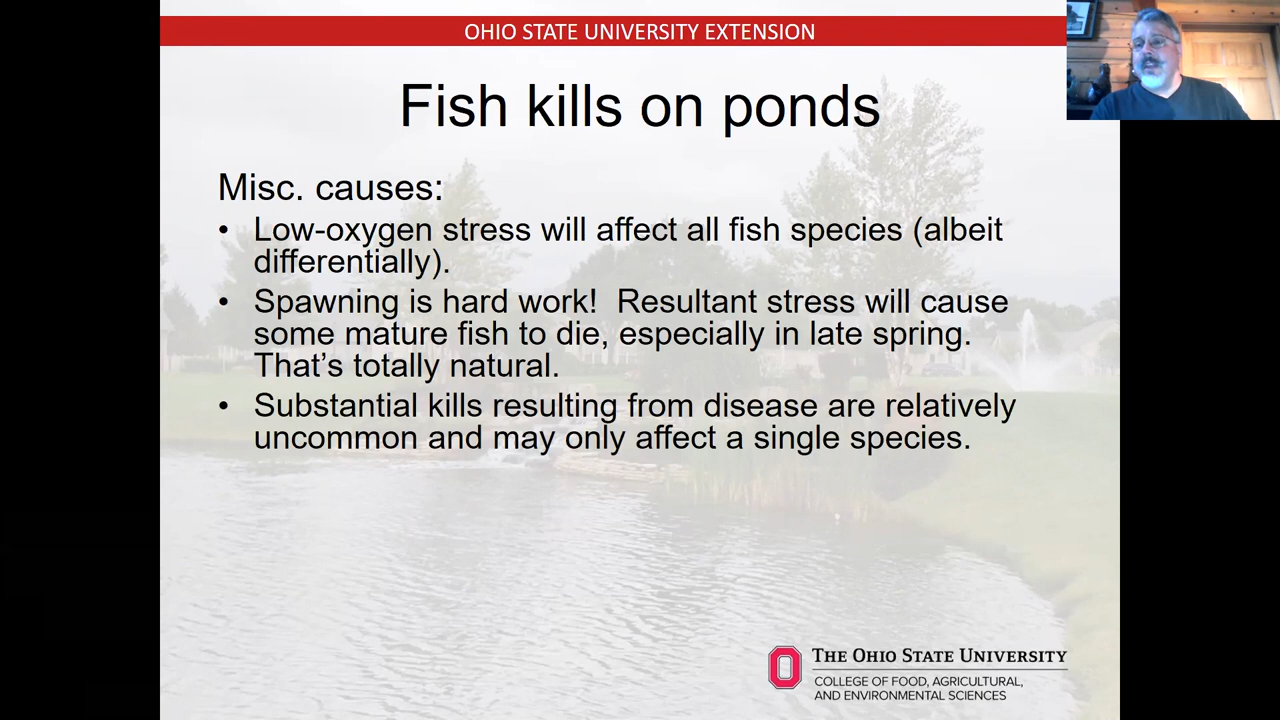 OHIO STATE UNIVERSITY EXTENSION
Fish kills on ponds
Misc. causes:
• Low-oxygen stress will affect all fish species (albeit
differentially).
• Spawning is hard work!  Resultant stress will cause
some mature fish to die, especially in late spring.
That's totally natural.
• Substantial kills resulting from disease are relatively
uncommon and may only affect a single species.
THE OHIO STATE UNIVERSITY
COLLEGE OF FOOD, AGRICULTURAL,
AND ENVIRONMENTAL SCIENCES